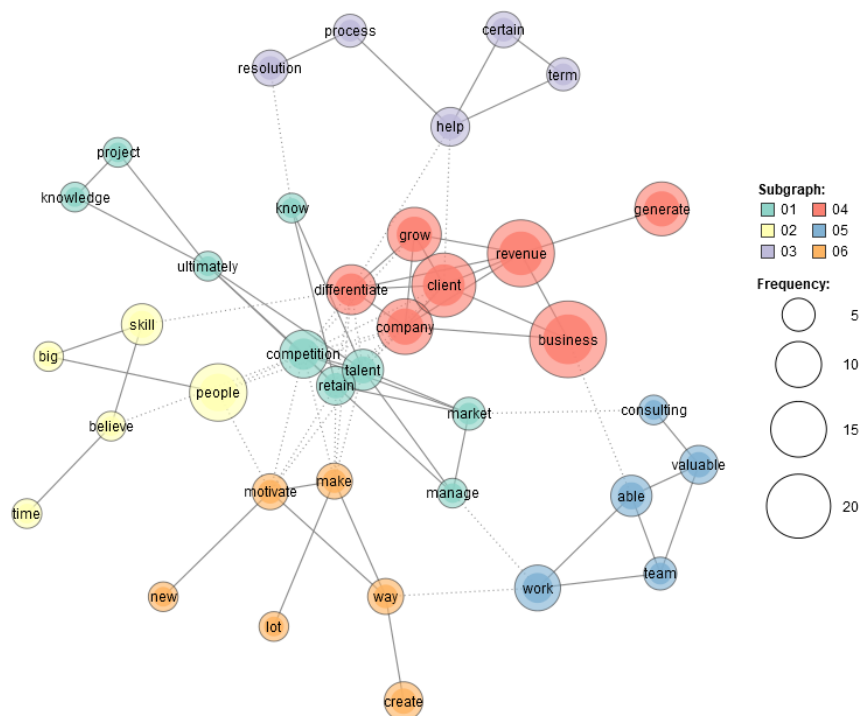 process
certain
resolution
term
help
project
knowledge
know
generate
grow
revenue
ultimately
differentiate
client
skill
company
business
big
competition
talent
people
retain
market
consulting
believe
valuable
motivate
make
manage
able
time
team
new
way
work
lot
create
Subgraph:
01 04
02 05
03 06
Frequency:
5
10
15
20